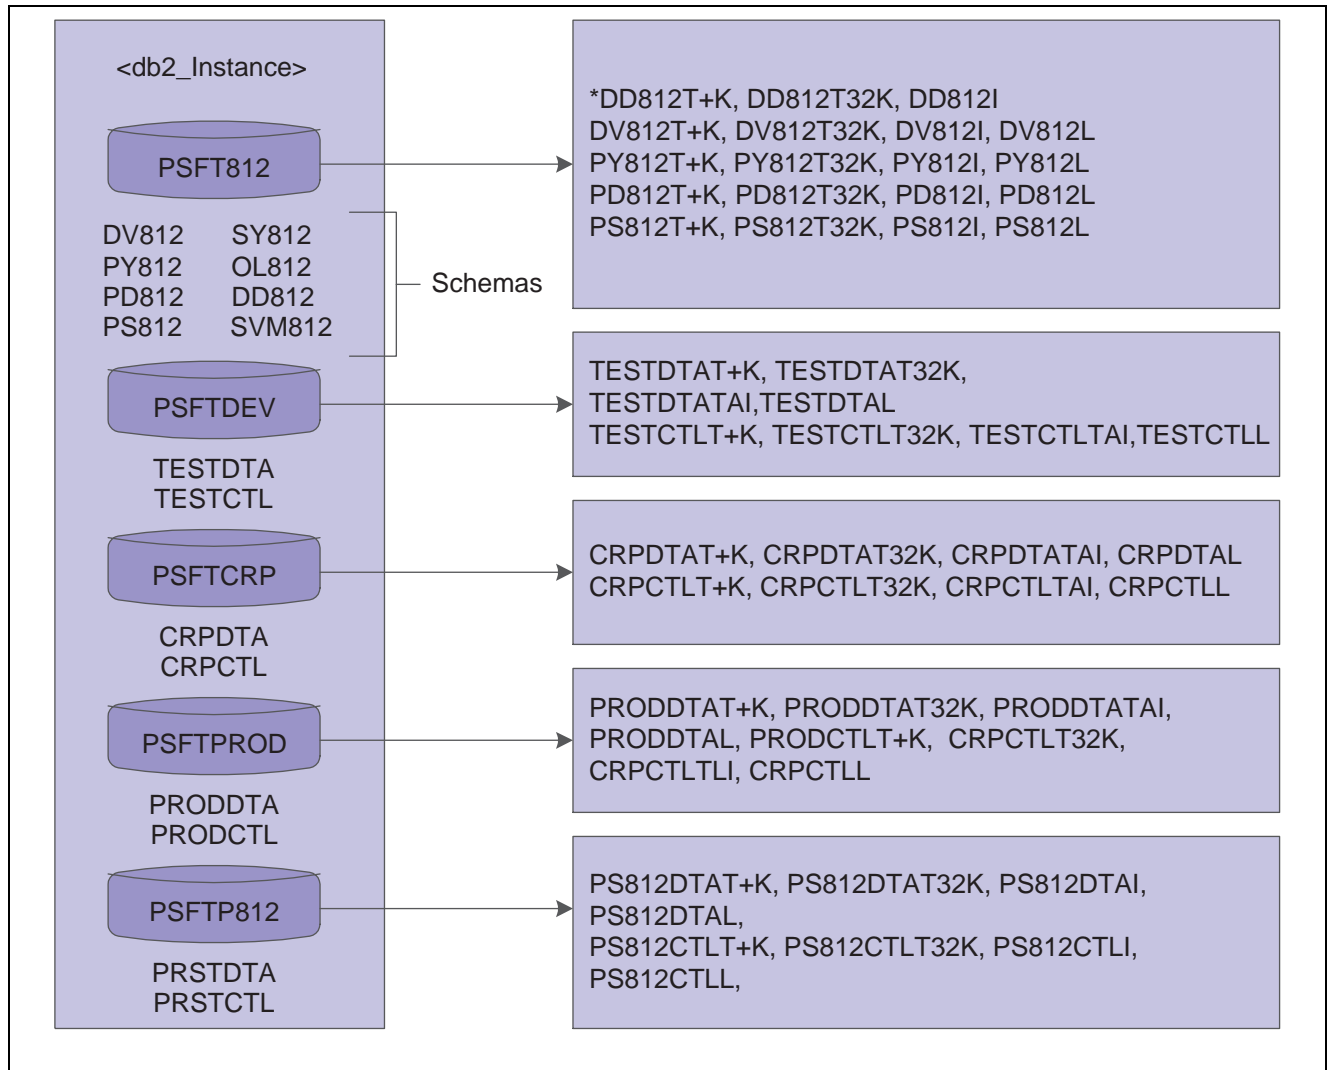 <db2_Instance>
PSFT812
DV812 SY812
PY812 OL812
PD812 DD812
PS812 SVM812
Schemas
*DD812T+K, DD812T32K, DD812I
DV812T+K, DV812T32K, DV812I, DV812L
PY812T+K, PY812T32K, PY812I, PY812L
PD812T+K, PD812T32K, PD812I, PD812L
PS812T+K, PS812T32K, PS812I, PS812L
PSFTDEV
TESTDTA
TESTCTL
TESTDTAT+K, TESTDTAT32K,
TESTDTATAI,TESTDTAL
TESTCTLT+K, TESTCTLT32K, TESTCTLTAI,TESTCTLL
PSFTCRP
CRPDTA
CRPCTL
CRPDTAT+K, CRPDTAT32K, CRPDTATAI, CRPDTAL
CRPCTLT+K, CRPCTLT32K, CRPCTLTAI, CRPCTLL
PSFTPROD
PRODDTA
PRODCTL
PRODDTAT+K, PRODDTAT32K, PRODDTATAI,
PRODDTAL, PRODCTLT+K, CRPCTLT32K,
CRPCTLTLI, CRPCTLL
PSFTP812
PRSTDTA
PRSTCTL
PS812DTAT+K, PS812DTAT32K, PS812DTAI,
PS812DTAL,
PS812CTLT+K, PS812CTLT32K, PS812CTLI,
PS812CTLL,